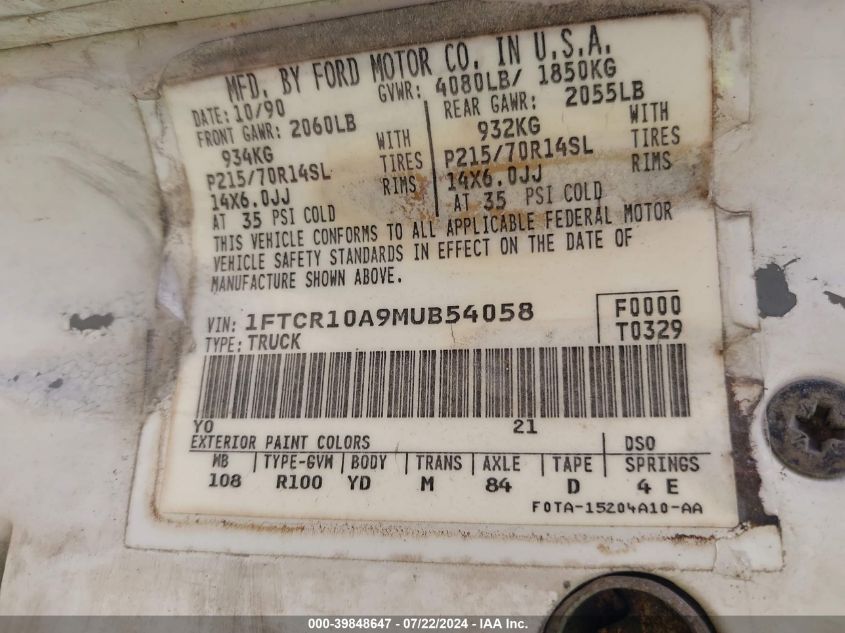 MFD. BY FORD MOTOR CO. IN U.S.A.
DATE: 10/90 GVWR: 4080LB/ 1850KG
FRONT GAWR: 2060LB REAR GAWR: 2055LB
934KG WITH 932KG WITH
P215/70R14SL TIRES P215/70R14SL TIRES
14X6.0JJ RIMS 14X6.0JJ RIMS
AT 35 PSI COLD AT 35 PSI COLD
THIS VEHICLE CONFORMS TO ALL APPLICABLE FEDERAL MOTOR
VEHICLE SAFETY STANDARDS IN EFFECT ON THE DATE OF
MANUFACTURE SHOWN ABOVE.
VIN: 1FTCR10A9MUB54058 F0000
TYPE: TRUCK T0329
YO 21
EXTERIOR PAINT COLORS DSO
WB TYPE-GVM BODY TRANS AXLE TAPE SPRINGS
108 R100 YD M 84 D 4 E
F0TA-15204A10-AA
000-39848647 - 07/22/2024 - IAA Inc.